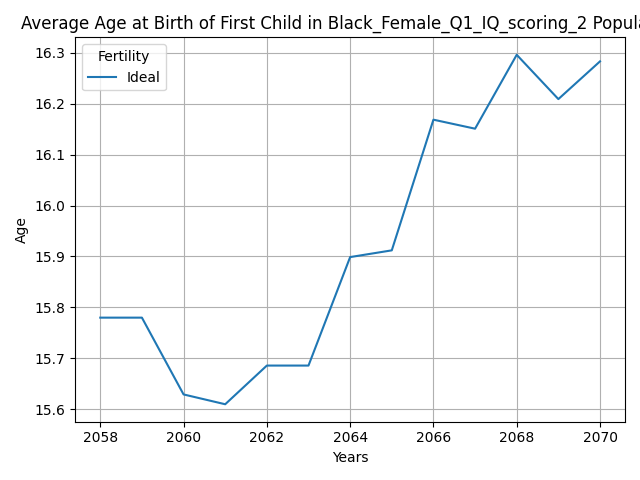 Average Age at Birth of First Child in Black_Female_Q1_IQ_scoring_2
Fertility
Ideal
16.3
16.2
16.1
16.0
15.9
15.8
15.7
15.6
Age
2058 2060 2062 2064 2066 2068 2070
Years